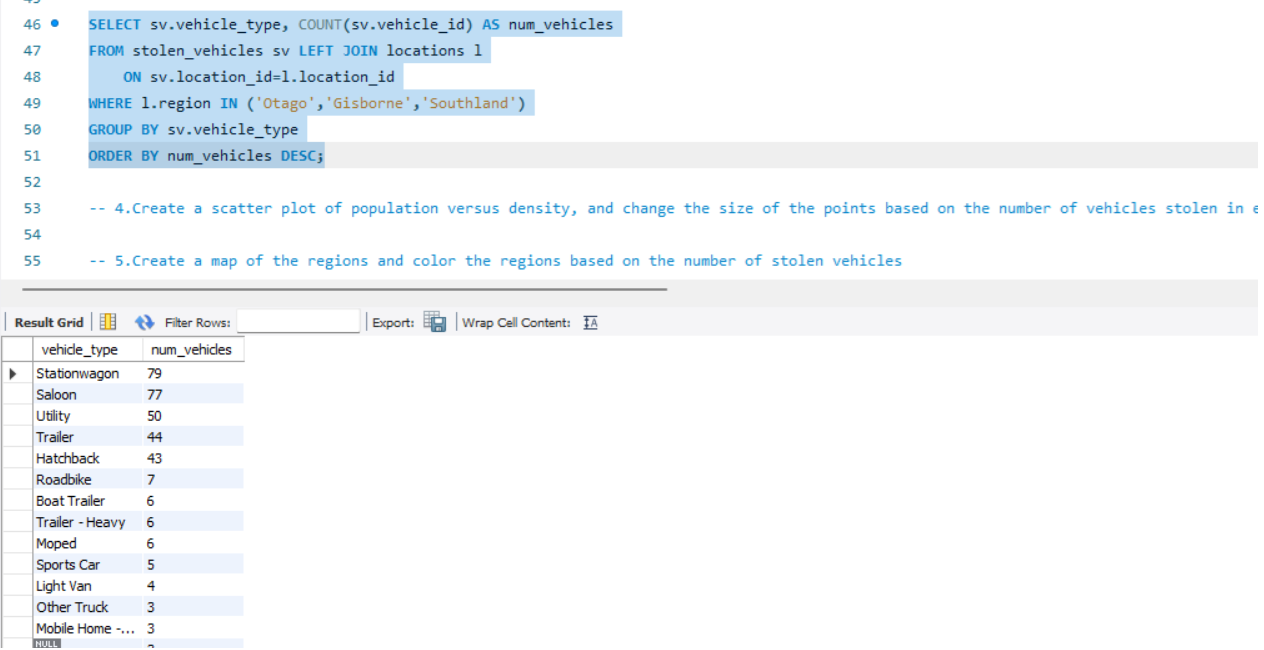 46 SELECT sv.vehicle_type, COUNT(sv.vehicle_id) AS num_vehicles
47 FROM stolen_vehicles sv LEFT JOIN locations l
48 ON sv.location_id=l.location_id
49 WHERE l.region IN ('Otago','Gisborne','Southland')
50 GROUP BY sv.vehicle_type
51 ORDER BY num_vehicles DESC;
52
53 -- 4.Create a scatter plot of population versus density, and change the size of the points based on the number of vehicles stolen in
54
55 -- 5.Create a map of the regions and color the regions based on the number of stolen vehicles
Result Grid Filter Rows: Export: Wrap Cell Content: IA
vehicle_type num_vehicles
Stationwagon 79
Saloon 77
Utility 50
Trailer 44
Hatchback 43
Roadbike 7
Boat Trailer 6
Trailer - Heavy 6
Moped 6
Sports Car 5
Light Van 4
Other Truck 3
Mobile Home -... 3
NULL